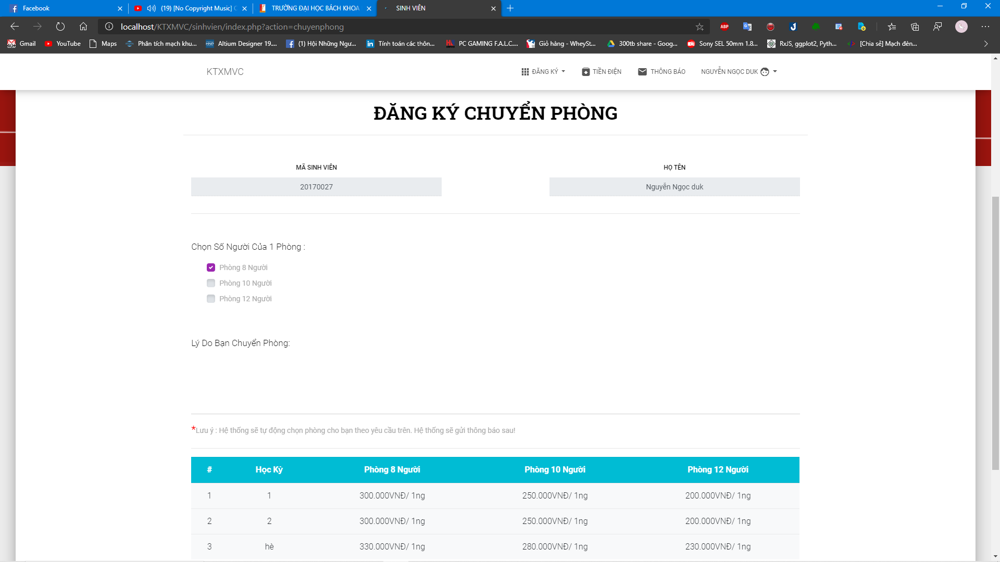 Facebook
(19) [No Copyright Music]
TRƯỜNG ĐẠI HỌC BÁCH KHOA
SINH VIÊN
localhost/KTXMVC/sinhvien/index.php?action=chuyenphong
ABP
Gmail
YouTube
Maps
Phân tích mạch khu...
Altium Designer 19....
(1) Hội Những Ngư...
Tính toán các thôn...
PC GAMING F.A.L.C....
Giỏ hàng - WheySt...
300tb share - Goog...
Sony SEL 50mm 1.8...
RxJS, ggplot2, Pyth...
[Chia sẻ] Mạch đèn...
KTXMVC
ĐĂNG KÝ
TIỀN ĐIỆN
THÔNG BÁO
NGUYỄN NGỌC DUK
ĐĂNG KÝ CHUYỂN PHÒNG
MÃ SINH VIÊN
HỌ TÊN
20170027
Nguyễn Ngọc duk
Chọn Số Người Của 1 Phòng :
Phòng 8 Người
Phòng 10 Người
Phòng 12 Người
Lý Do Bạn Chuyển Phòng:
*Lưu ý : Hệ thống sẽ tự động chọn phòng cho bạn theo yêu cầu trên. Hệ thống sẽ gửi thông báo sau!
# Học Kỳ Phòng 8 Người Phòng 10 Người Phòng 12 Người
1 1 300.000VNĐ/ 1ng 250.000VNĐ/ 1ng 200.000VNĐ/ 1ng
2 2 300.000VNĐ/ 1ng 250.000VNĐ/ 1ng 200.000VNĐ/ 1ng
3 hè 330.000VNĐ/ 1ng 280.000VNĐ/ 1ng 230.000VNĐ/ 1ng